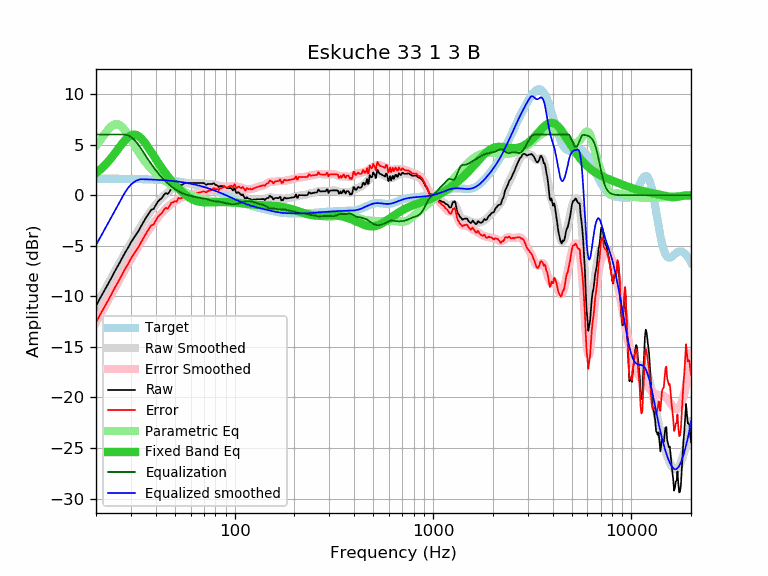 Eskuche 33 1 3 B
10
5
0
−5
−10
−15
−20
−25
−30
Amplitude (dBr)
Target
Raw Smoothed
Error Smoothed
Raw
Error
Parametric Eq
Fixed Band Eq
Equalization
Equalized smoothed
100
1000
10000
Frequency (Hz)